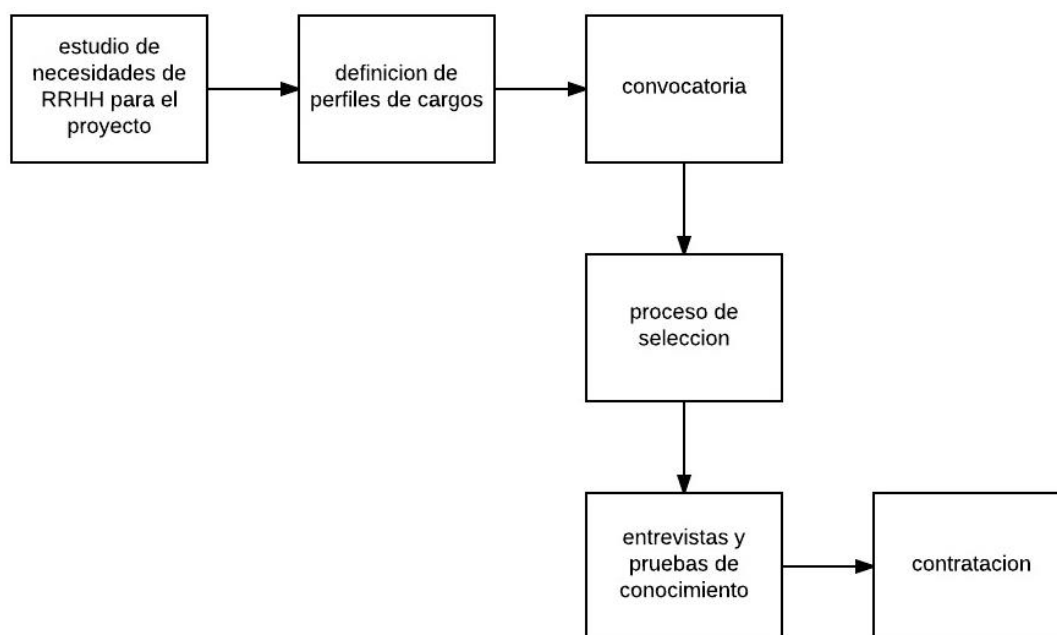 estudio de
necesidades de
RRHH para el
proyecto
definicion de
perfiles de cargos
convocatoria
proceso de
seleccion
entrevistas y
pruebas de
conocimiento
contratacion